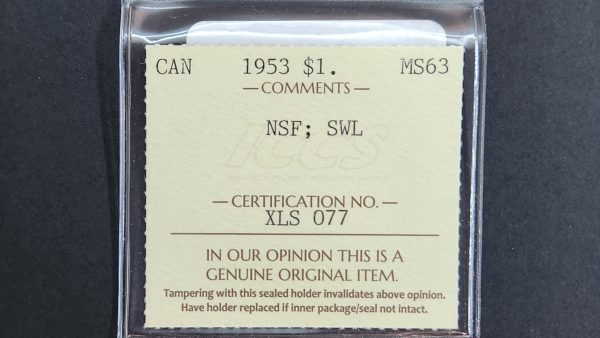 CAN 1953 $1. MS63
— COMMENTS —
NSF; SWL
ICCS
— CERTIFICATION NO. —
XLS 077
IN OUR OPINION THIS IS A
GENUINE ORIGINAL ITEM.
Tampering with this sealed holder invalidates above opinion.
Have holder replaced if inner package/seal not intact.